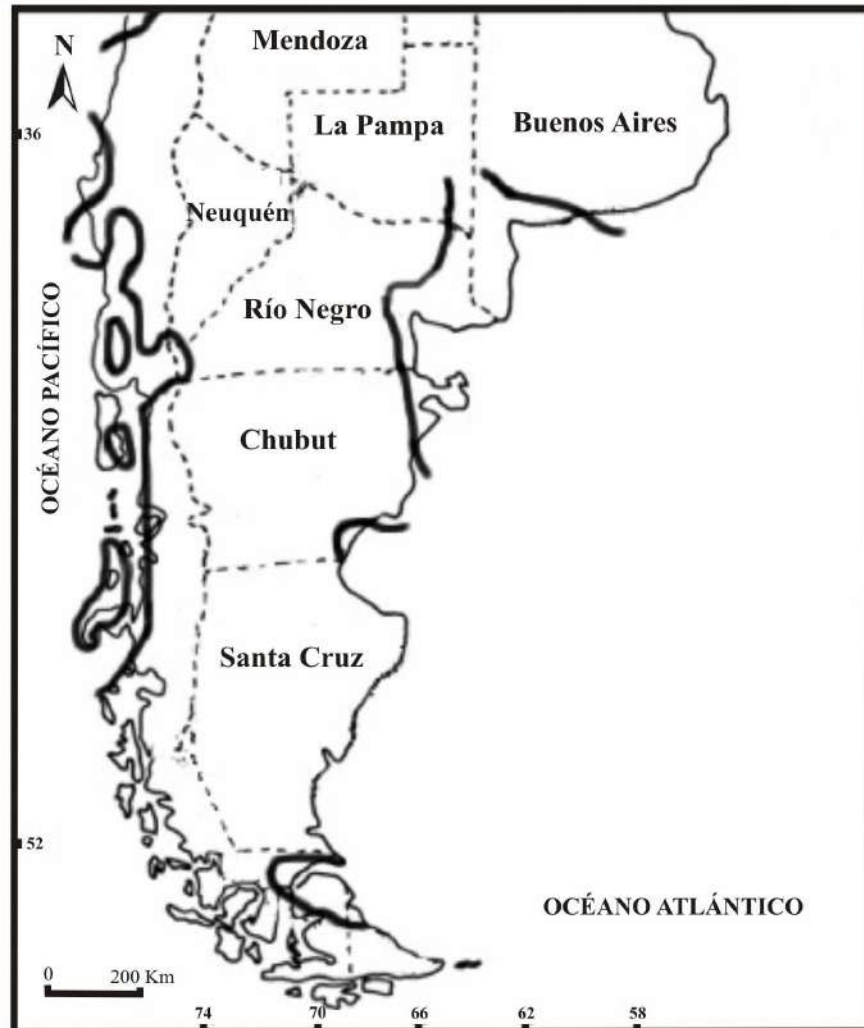 Mendoza
N
La Pampa
Buenos Aires
36
Neuquén
Río Negro
OCÉANO PACÍFICO
Chubut
Santa Cruz
52
OCÉANO ATLÁNTICO
0 200 Km
74 70 66 62 58